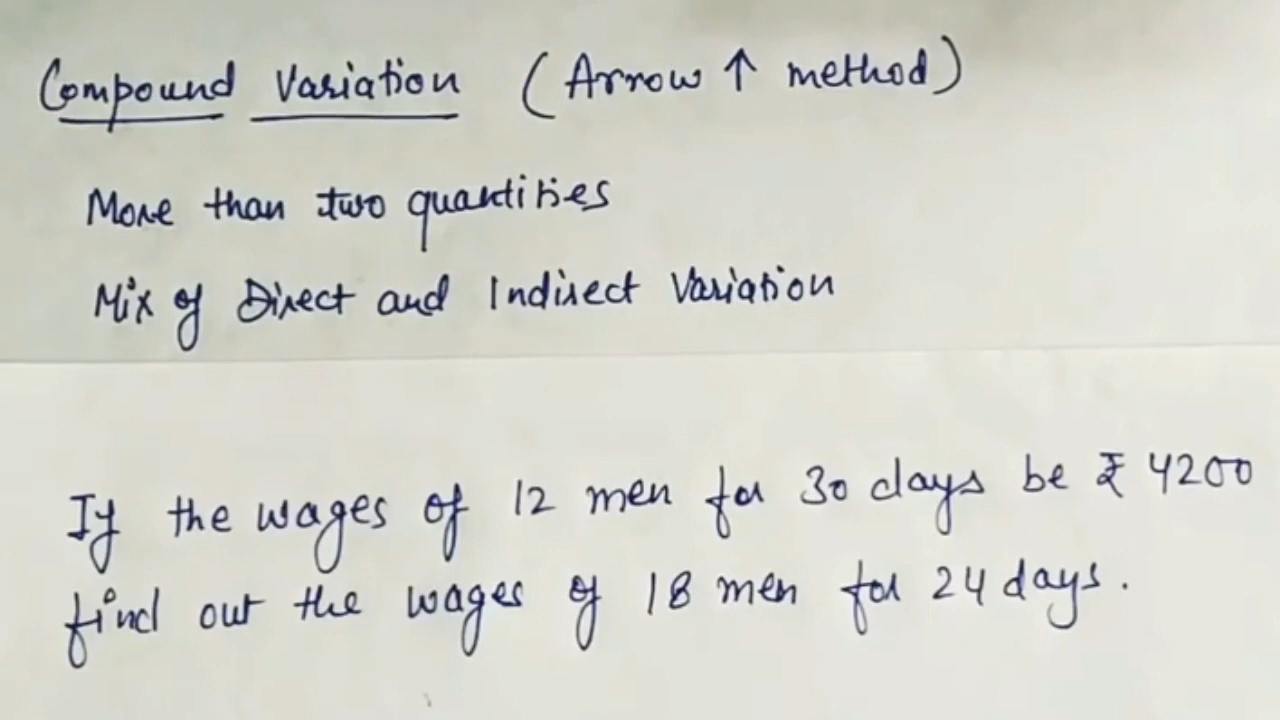 Compound Variation (Arrow ↑ method)
More than two quantities
Mix of Direct and Indirect Variation
If the wages of 12 men for 30 days be ₹ 4200
find out the wages of 18 men for 24 days.